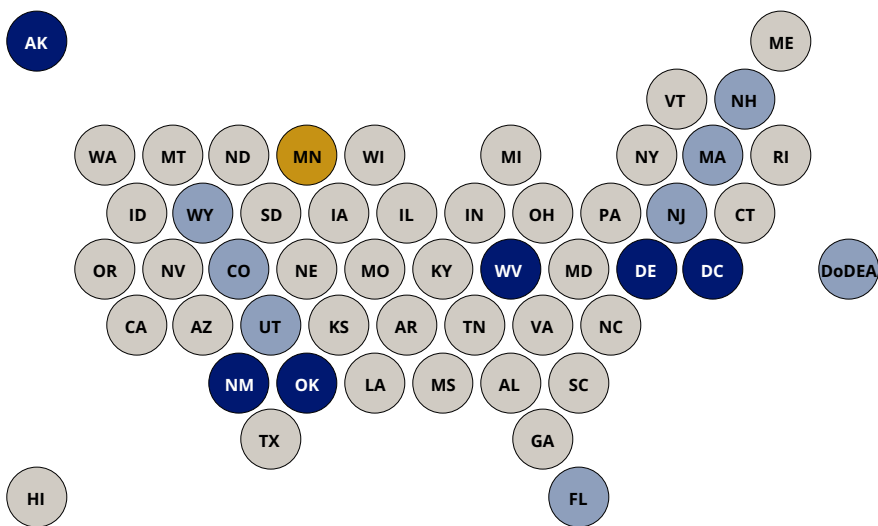 AK
ME
VT NH
WA MT ND MN WI MI NY MA RI
ID WY SD IA IL IN OH PA NJ CT
OR NV CO NE MO KY WV MD DE DC DoDEA
CA AZ UT KS AR TN VA NC
NM OK LA MS AL SC
TX GA
HI FL